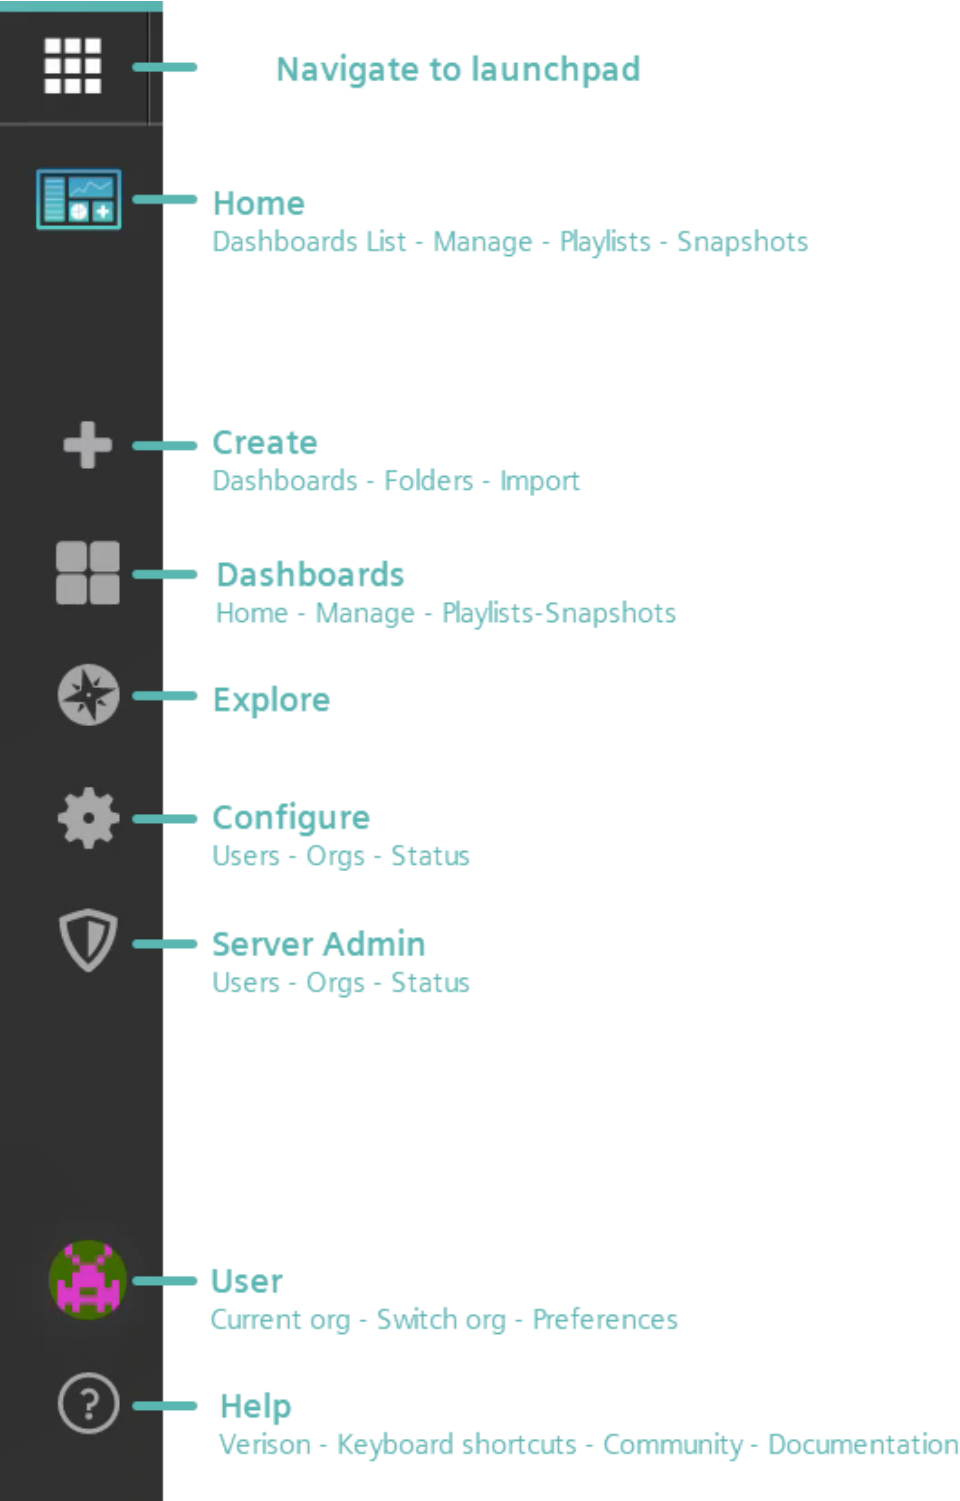 Navigate to launchpad
Home
Dashboards List - Manage - Playlists - Snapshots
Create
Dashboards - Folders - Import
Dashboards
Home - Manage - Playlists-Snapshots
Explore
Configure
Users - Orgs - Status
Server Admin
Users - Orgs - Status
User
Current org - Switch org - Preferences
Help
Verison - Keyboard shortcuts - Community - Documentation